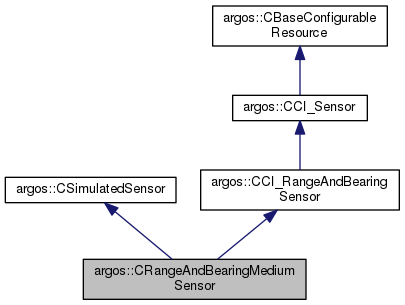 argos::CBaseConfigurable
Resource
argos::CCI_Sensor
argos::CSimulatedSensor
argos::CCI_RangeAndBearing
Sensor
argos::CRangeAndBearingMedium
Sensor